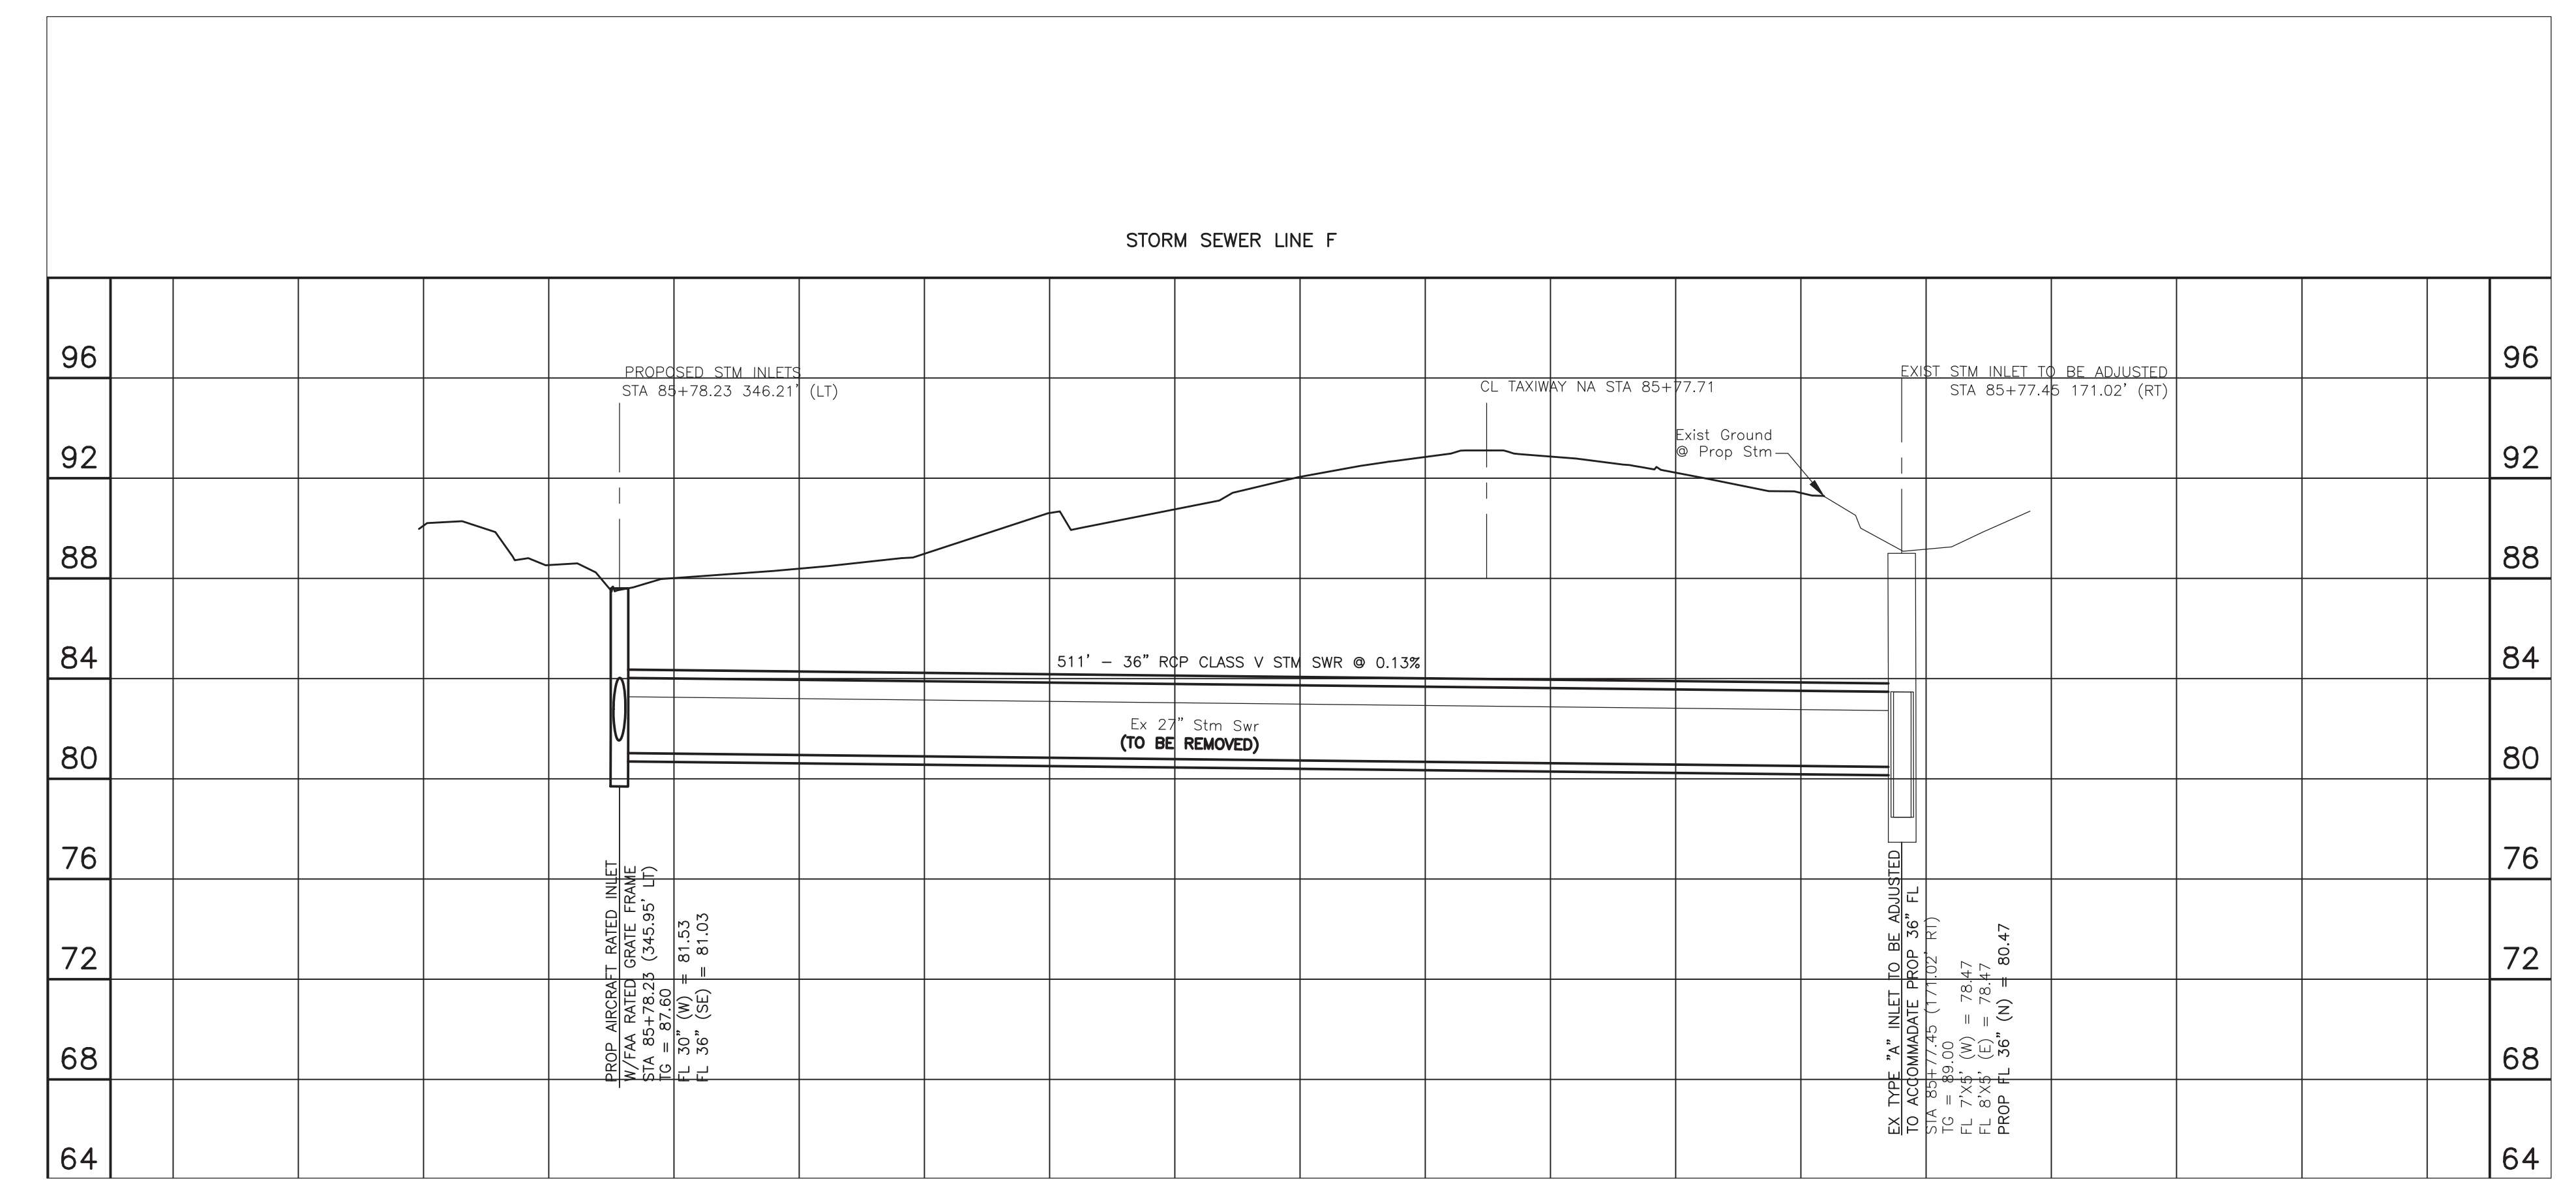 STORM SEWER LINE F
96
96
PROPOSED STM INLETS
STA 85+78.23 346.21' (LT)
CL TAXIWAY NA STA 85+77.71
EXIST STM INLET TO BE ADJUSTED
STA 85+77.45 171.02' (RT)
Exist Ground
@ Prop Stm
92
92
88
88
84
84
511' – 36" RCP CLASS V STM SWR @ 0.13%
Ex 27" Stm Swr
(TO BE REMOVED)
80
80
76
76
72
72
68
68
64
64
PROP AIRCRAFT RATED INLET
W/FAA RATED GRATE FRAME
STA 85+78.23 (345.95' LT)
TG = 87.60
FL 30" (W) = 81.53
FL 36" (SE) = 81.03
EX TYPE "A" INLET TO BE ADJUSTED
TO ACCOMMADATE PROP 36" FL
STA 85+77.45 (171.02' RT)
TG = 89.00
FL 7'X5' (W) = 78.47
FL 8'X5' (E) = 78.47
PROP FL 36" (N) = 80.47